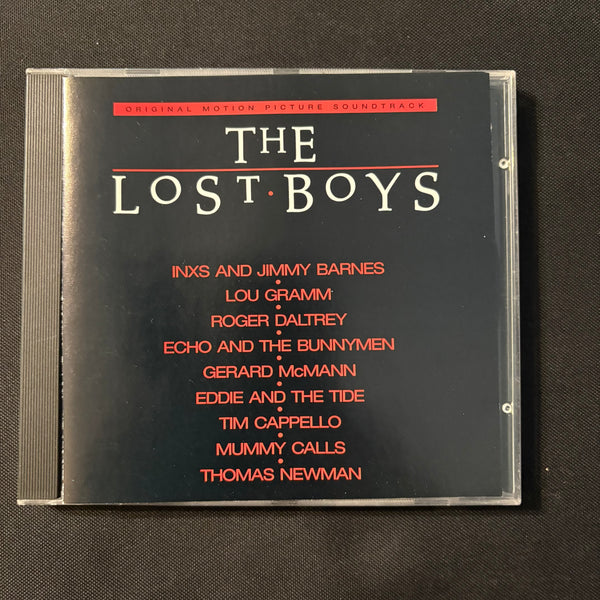 ORIGINAL MOTION PICTURE SOUNDTRACK
THE
LOST·BOYS
INXS AND JIMMY BARNES
LOU GRAMM
ROGER DALTREY
ECHO AND THE BUNNYMEN
GERARD McMANN
EDDIE AND THE TIDE
TIM CAPPELLO
MUMMY CALLS
THOMAS NEWMAN